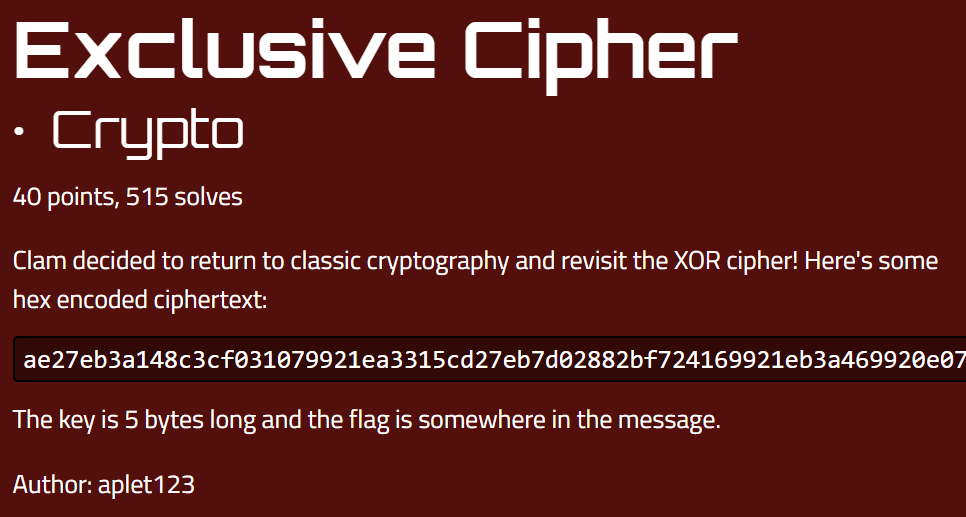 Exclusive Cipher
• Crypto
40 points, 515 solves
Clam decided to return to classic cryptography and revisit the XOR cipher! Here's some
hex encoded ciphertext:
ae27eb3a148c3cf031079921ea3315cd27eb7d02882bf724169921eb3a469920e07
The key is 5 bytes long and the flag is somewhere in the message.
Author: aplet123